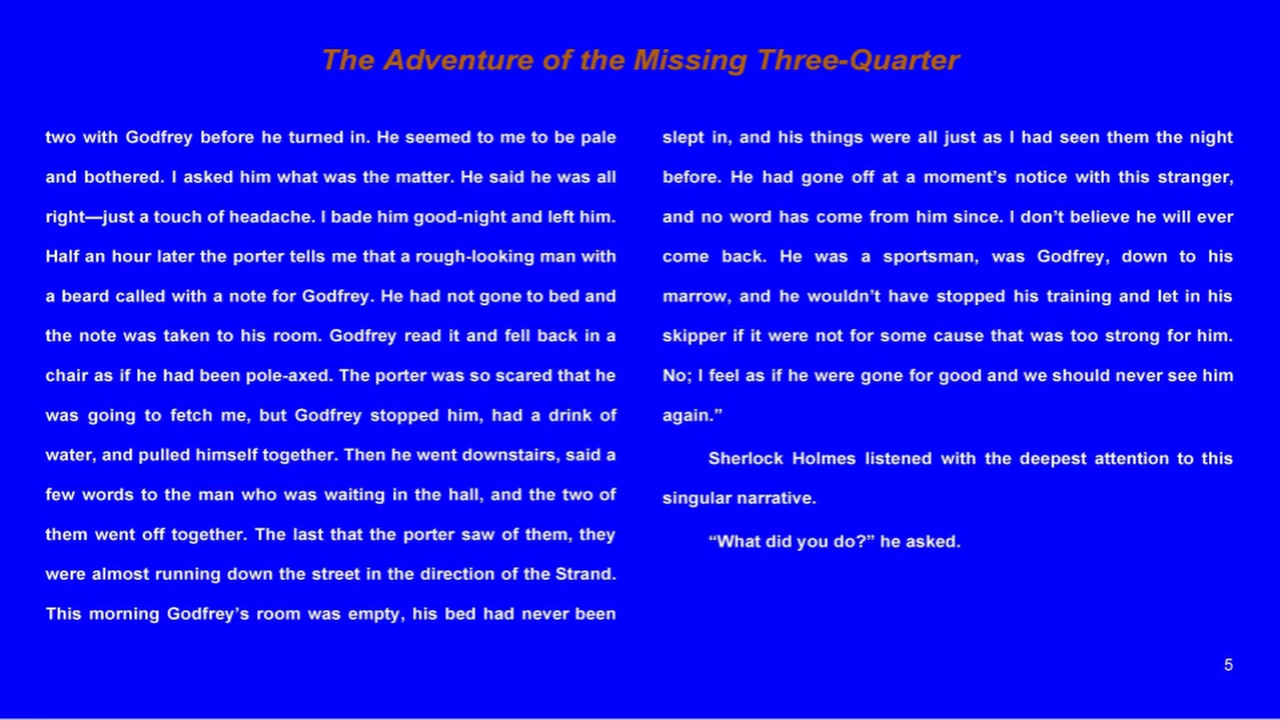 The Adventure of the Missing Three-Quarter
two with Godfrey before he turned in. He seemed to me to be pale
and bothered. I asked him what was the matter. He said he was all
right—just a touch of headache. I bade him good-night and left him.
Half an hour later the porter tells me that a rough-looking man with
a beard called with a note for Godfrey. He had not gone to bed and
the note was taken to his room. Godfrey read it and fell back in a
chair as if he had been pole-axed. The porter was so scared that he
was going to fetch me, but Godfrey stopped him, had a drink of
water, and pulled himself together. Then he went downstairs, said a
few words to the man who was waiting in the hall, and the two of
them went off together. The last that the porter saw of them, they
were almost running down the street in the direction of the Strand.
This morning Godfrey’s room was empty, his bed had never been
slept in, and his things were all just as I had seen them the night
before. He had gone off at a moment’s notice with this stranger,
and no word has come from him since. I don’t believe he will ever
come back. He was a sportsman, was Godfrey, down to his
marrow, and he wouldn’t have stopped his training and let in his
skipper if it were not for some cause that was too strong for him.
No; I feel as if he were gone for good and we should never see him
again.”
Sherlock Holmes listened with the deepest attention to this
singular narrative.
“What did you do?” he asked.
5